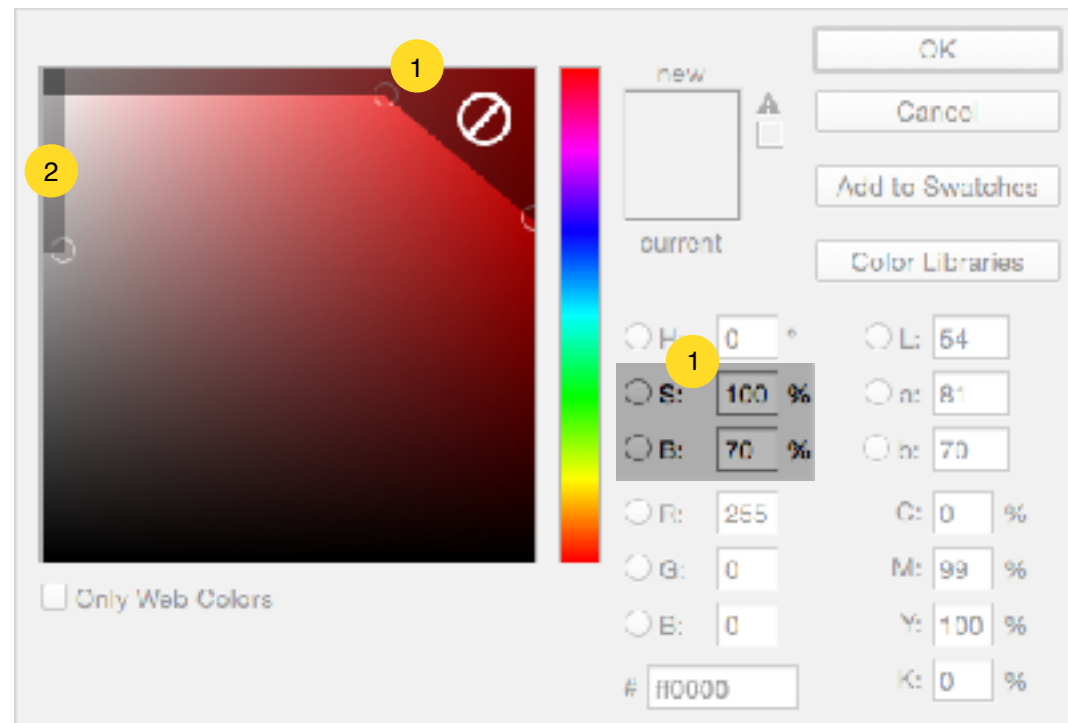 OK
1
new
A
Cancel
2
Add to Swatches
current
Color Libraries
H: 0 °
L: 54
1
S: 100 %
a: 81
B: 70 %
b: 70
R: 255
C: 0 %
G: 0
M: 99 %
Only Web Colors
B: 0
Y: 100 %
# ff0000
K: 0 %